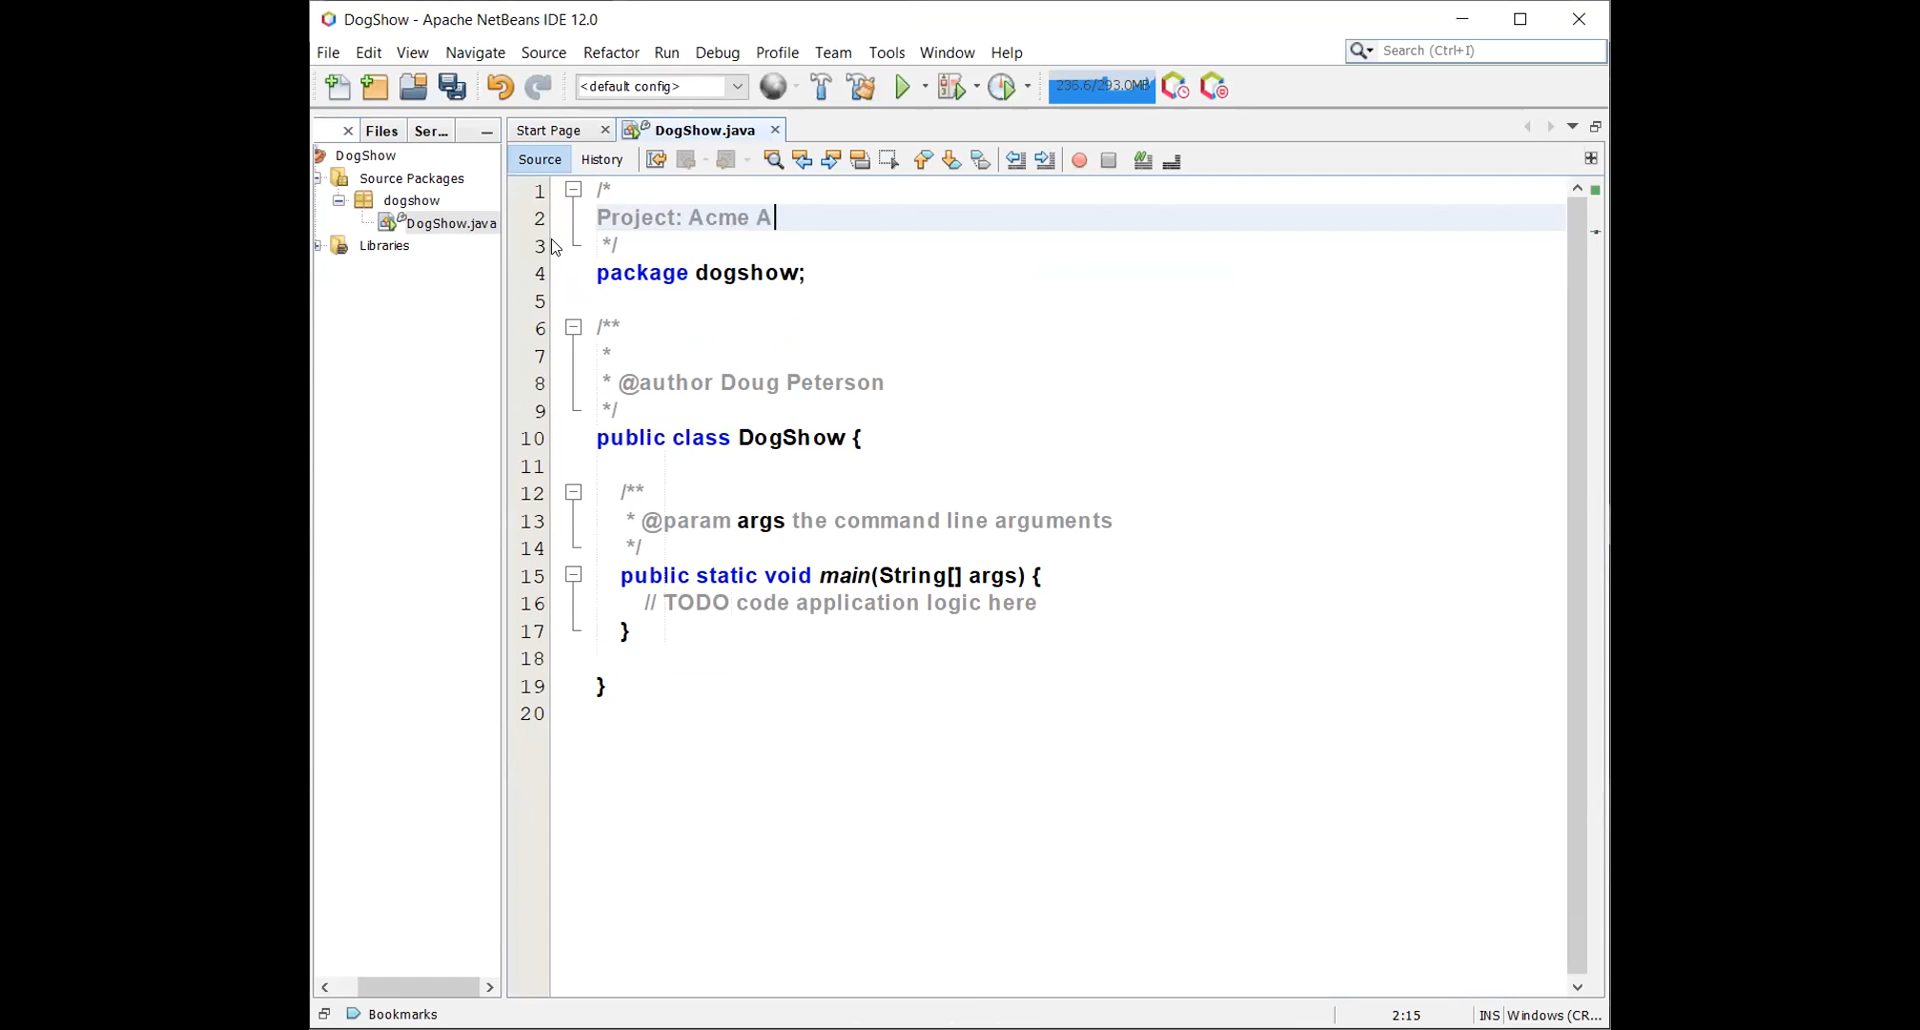 DogShow - Apache NetBeans IDE 12.0
File Edit View Navigate Source Refactor Run Debug Profile Team Tools Window Help
Search (Ctrl+I)
<default config>
236.6/293.0MB
Files Ser...
Start Page DogShow.java
Source History
DogShow
Source Packages
dogshow
DogShow.java
Libraries
1 /*
2 Project: Acme A
3 */
4 package dogshow;
5
6 /**
7 *
8 * @author Doug Peterson
9 */
10 public class DogShow {
11
12 /**
13 * @param args the command line arguments
14 */
15 public static void main(String[] args) {
16 // TODO code application logic here
17 }
18
19 }
20
Bookmarks
2:15 INS Windows (CR...